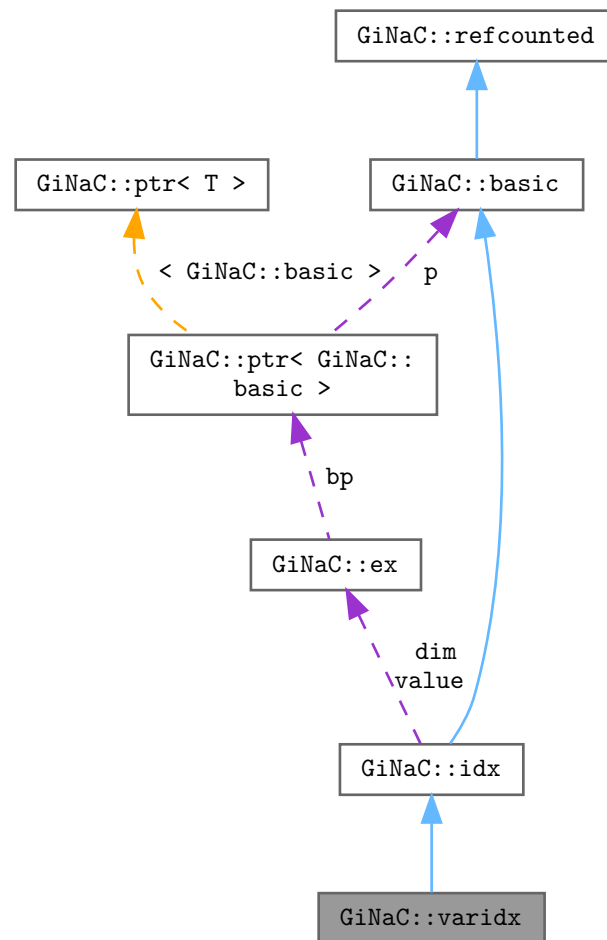 GiNaC::refcounted
GiNaC::ptr< T >
GiNaC::basic
< GiNaC::basic >
p
GiNaC::ptr< GiNaC::
basic >
bp
GiNaC::ex
dim
value
GiNaC::idx
GiNaC::varidx